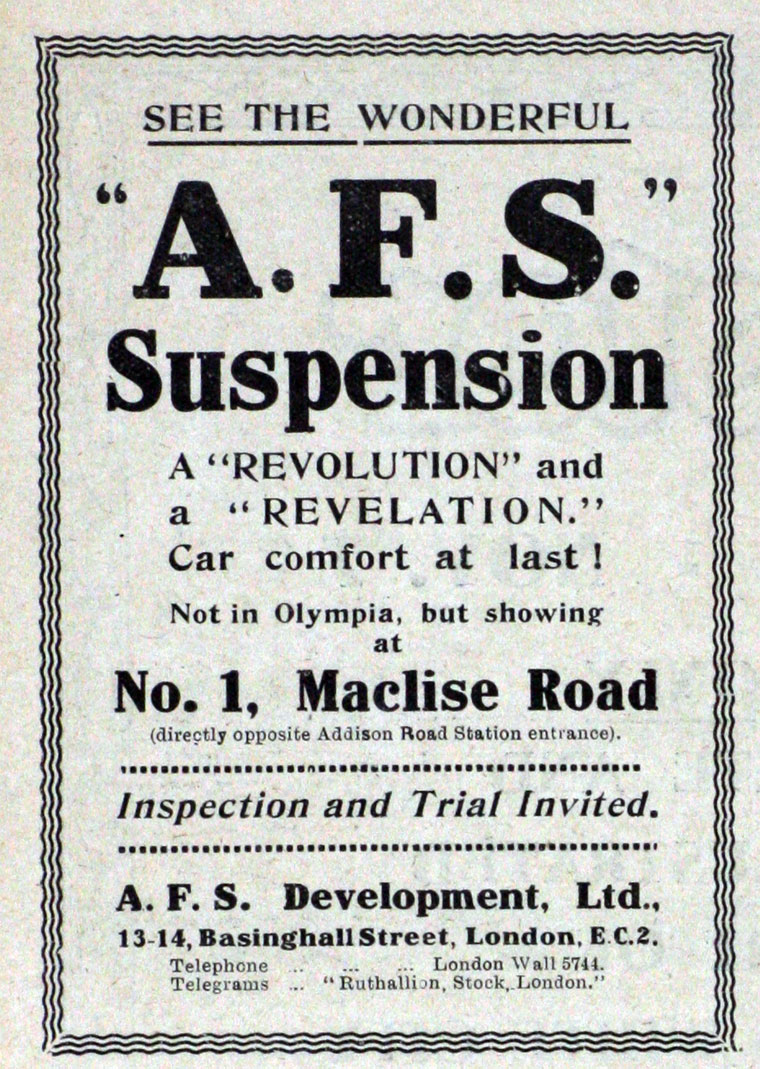 SEE THE WONDERFUL
“A.F.S.”
Suspension
A “REVOLUTION” and
a “REVELATION.”
Car comfort at last!
Not in Olympia, but showing
at
No. 1, Maclise Road
(directly opposite Addison Road Station entrance).
Inspection and Trial Invited.
A. F. S. Development, Ltd.,
13-14, Basinghall Street, London, E.C.2.
Telephone ... ... ... London Wall 5744.
Telegrams ... “Ruthallion, Stock, London.”